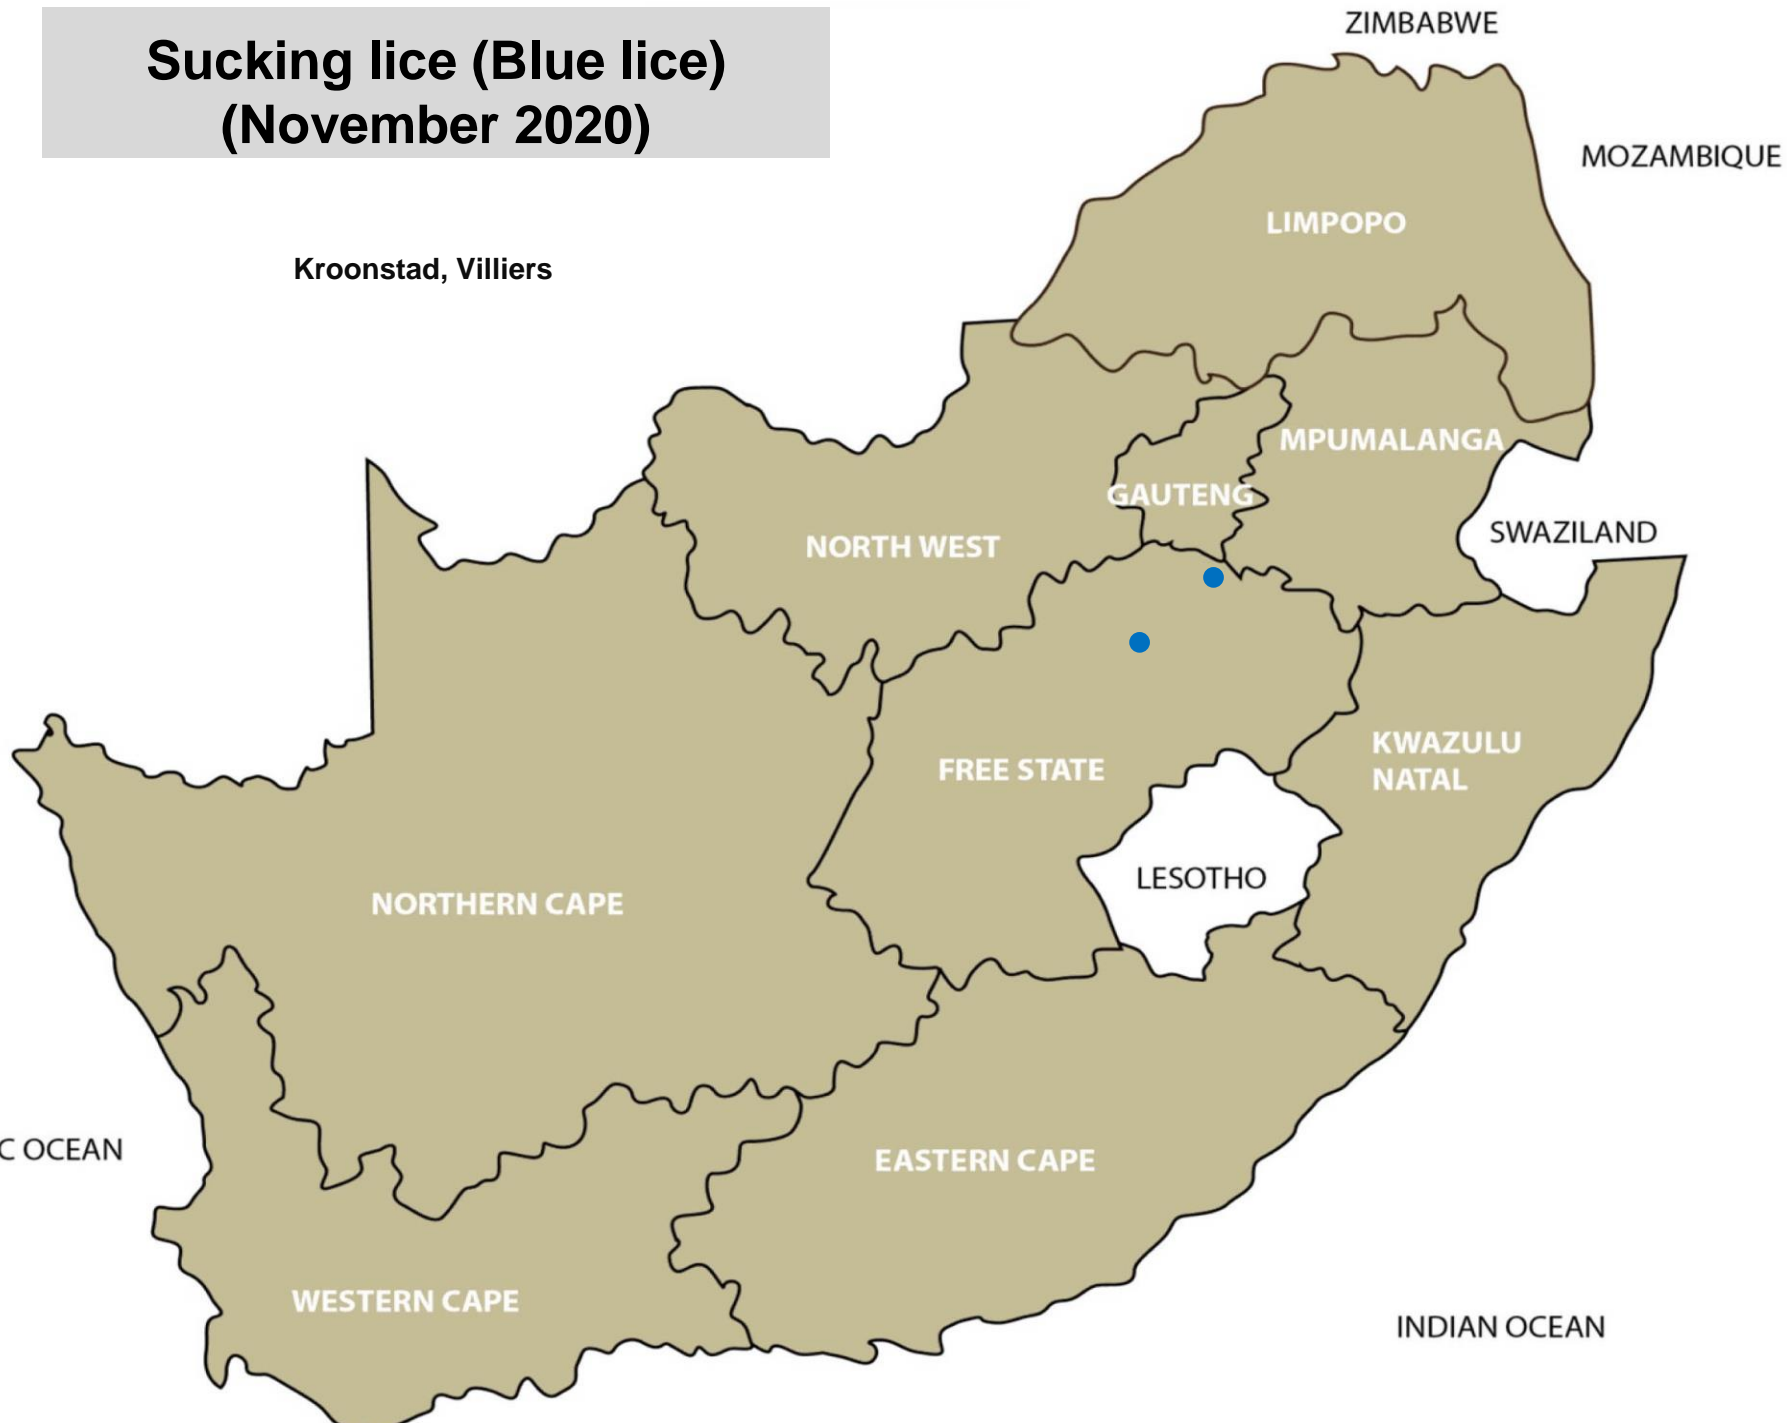 Sucking lice (Blue lice)
(November 2020)
Kroonstad, Villiers
ZIMBABWE
MOZAMBIQUE
LIMPOPO
MPUMALANGA
GAUTENG
SWAZILAND
NORTH WEST
KWAZULU
NATAL
FREE STATE
LESOTHO
NORTHERN CAPE
C OCEAN
EASTERN CAPE
WESTERN CAPE
INDIAN OCEAN